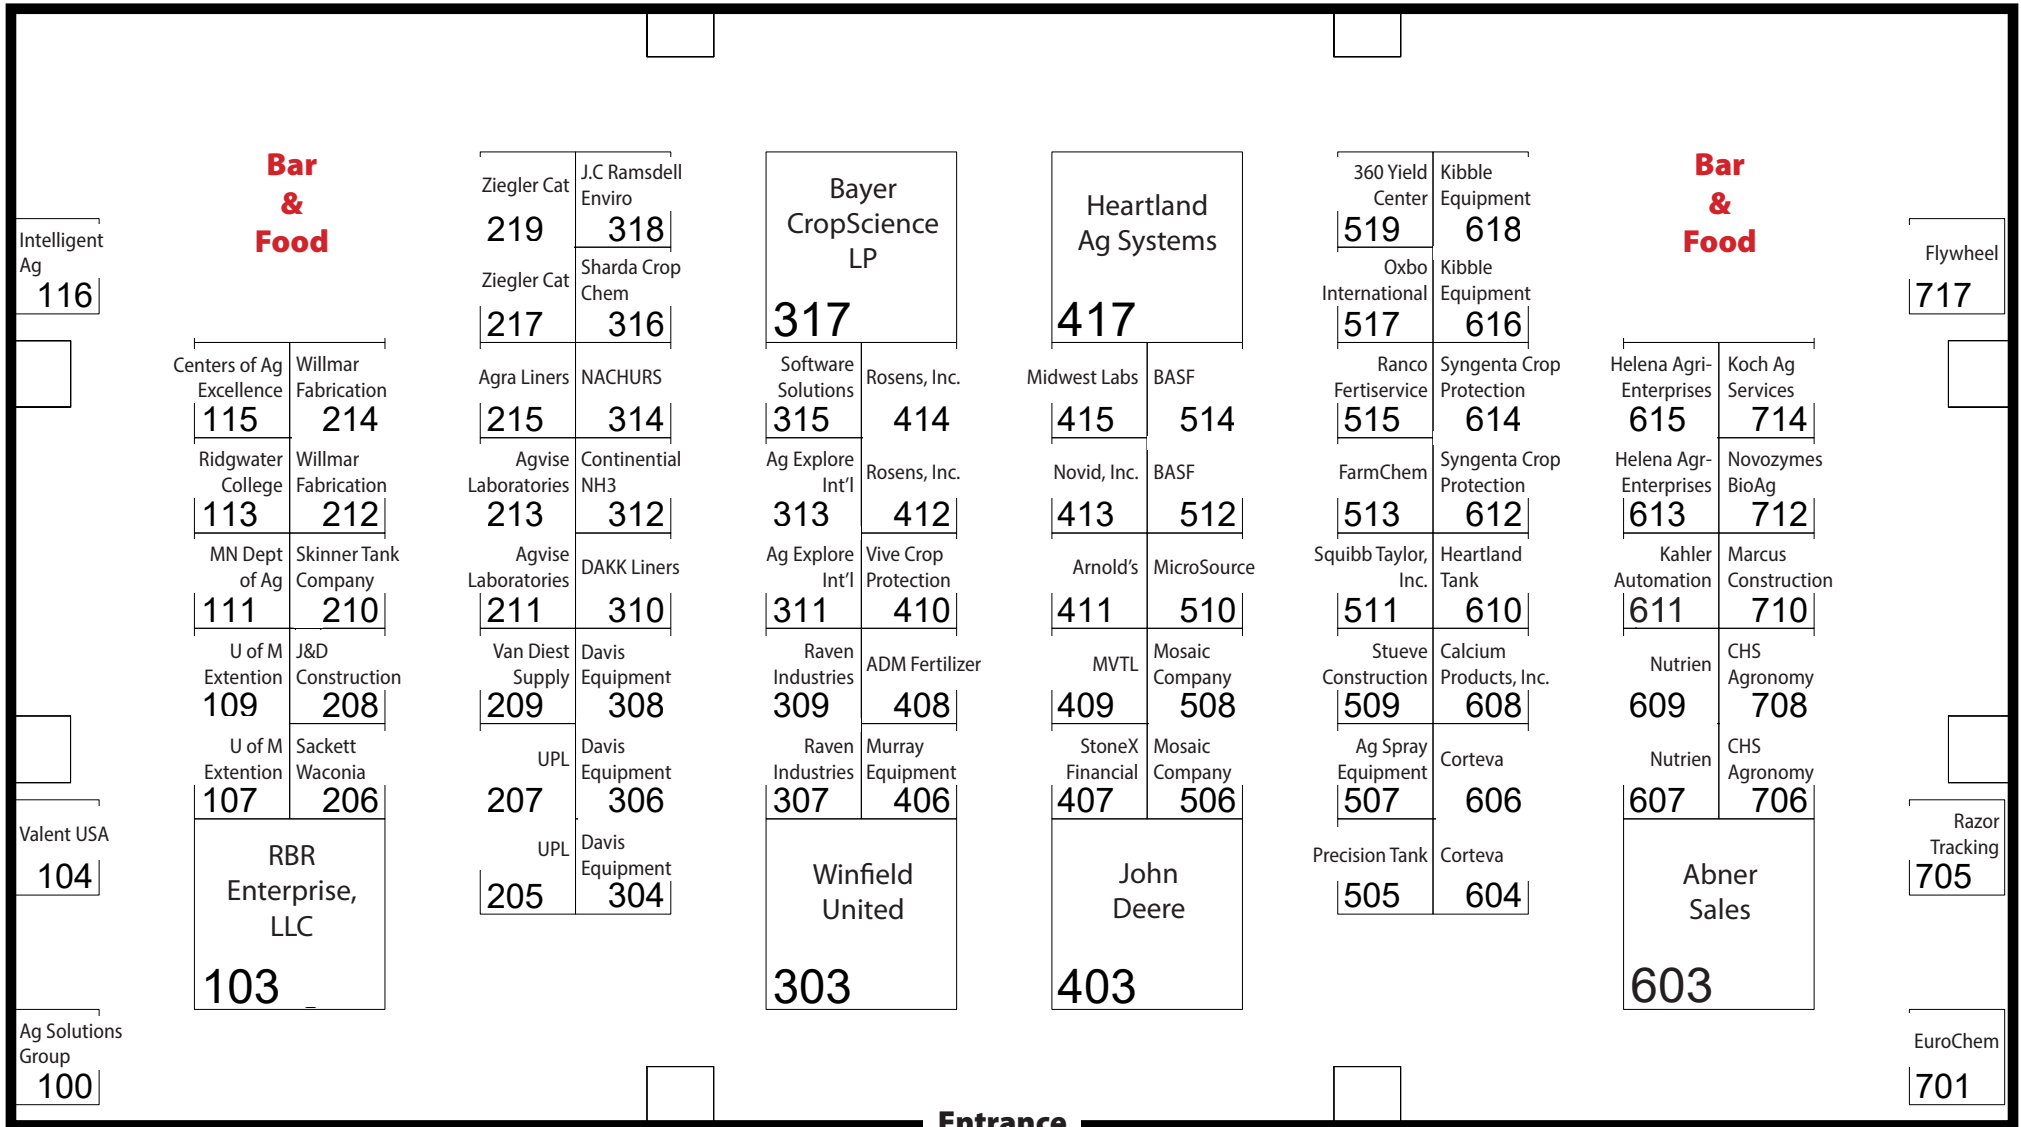 Bar
&
Food
Bar
&
Food
Intelligent
Ag
116
Valent USA
104
Ag Solutions
Group
100
Centers of Ag
Excellence
115
Willmar
Fabrication
214
Ridgwater
College
113
Willmar
Fabrication
212
MN Dept
of Ag
111
Skinner Tank
Company
210
U of M
Extention
109
J&D
Construction
208
U of M
Extention
107
Sackett
Waconia
206
RBR
Enterprise,
LLC
103
Ziegler Cat
219
J.C Ramsdell
Enviro
318
Ziegler Cat
217
Sharda Crop
Chem
316
Agra Liners
215
NACHURS
314
Agvise
Laboratories
213
Continential
NH3
312
Agvise
Laboratories
211
DAKK Liners
310
Van Diest
Supply
209
Davis
Equipment
308
UPL
207
Davis
Equipment
306
UPL
205
Davis
Equipment
304
Bayer
CropScience
LP
317
Software
Solutions
315
Rosens, Inc.
414
Ag Explore
Int'l
313
Rosens, Inc.
412
Ag Explore
Int'l
311
Vive Crop
Protection
410
Raven
Industries
309
ADM Fertilizer
408
Raven
Industries
307
Murray
Equipment
406
Winfield
United
303
Heartland
Ag Systems
417
Midwest Labs
415
BASF
514
Novid, Inc.
413
BASF
512
Arnold's
411
MicroSource
510
MVTL
409
Mosaic
Company
508
StoneX
Financial
407
Mosaic
Company
506
John
Deere
403
360 Yield
Center
519
Kibble
Equipment
618
Oxbo
International
517
Kibble
Equipment
616
Ranco
Fertiservice
515
Syngenta Crop
Protection
614
FarmChem
513
Syngenta Crop
Protection
612
Squibb Taylor,
Inc.
511
Heartland
Tank
610
Stueve
Construction
509
Calcium
Products, Inc.
608
Ag Spray
Equipment
507
Corteva
606
Precision Tank
505
Corteva
604
Helena Agri-
Enterprises
615
Koch Ag
Services
714
Helena Agr-
Enterprises
613
Novozymes
BioAg
712
Kahler
Automation
611
Marcus
Construction
710
Nutrien
609
CHS
Agronomy
708
Nutrien
607
CHS
Agronomy
706
Abner
Sales
603
Flywheel
717
Razor
Tracking
705
EuroChem
701
Entrance